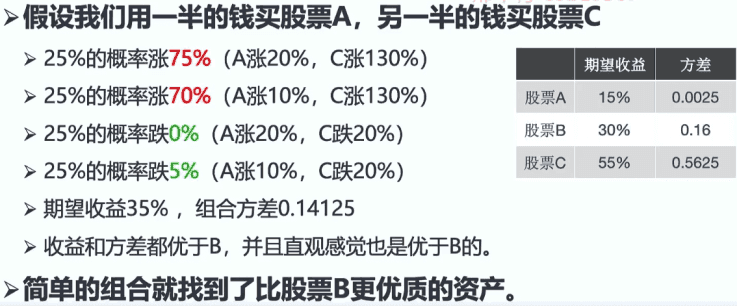 ➢假设我们用一半的钱买股票A，另一半的钱买股票C
➢ 25%的概率涨75%（A涨20%，C涨130%）
➢ 25%的概率涨70%（A涨10%，C涨130%）
➢ 25%的概率跌0%（A涨20%，C跌20%）
➢ 25%的概率跌5%（A涨10%，C跌20%）
➢ 期望收益35% ，组合方差0.14125
➢ 收益和方差都优于B，并且直观感觉也是优于B的。
➢简单的组合就找到了比股票B更优质的资产。
期望收益 方差
股票A 15% 0.0025
股票B 30% 0.16
股票C 55% 0.5625